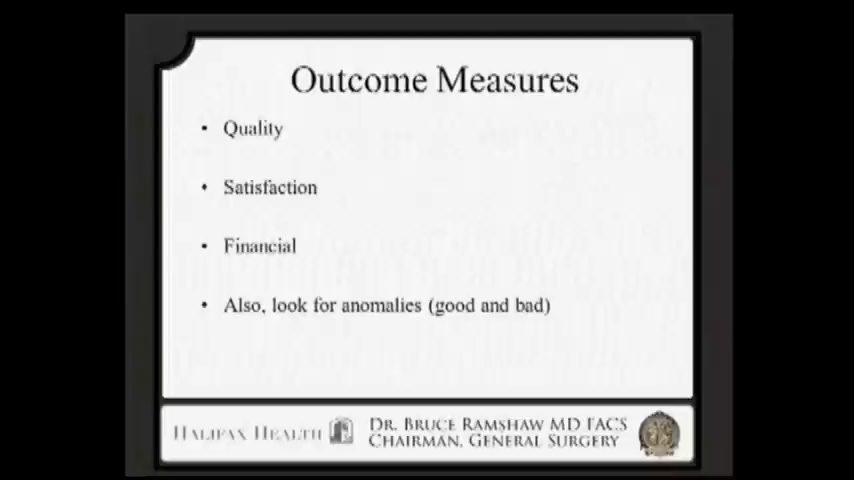 Outcome Measures
• Quality
• Satisfaction
• Financial
• Also, look for anomalies (good and bad)
HALIFAX HEALTH
DR. BRUCE RAMSHAW MD FACS
CHAIRMAN, GENERAL SURGERY